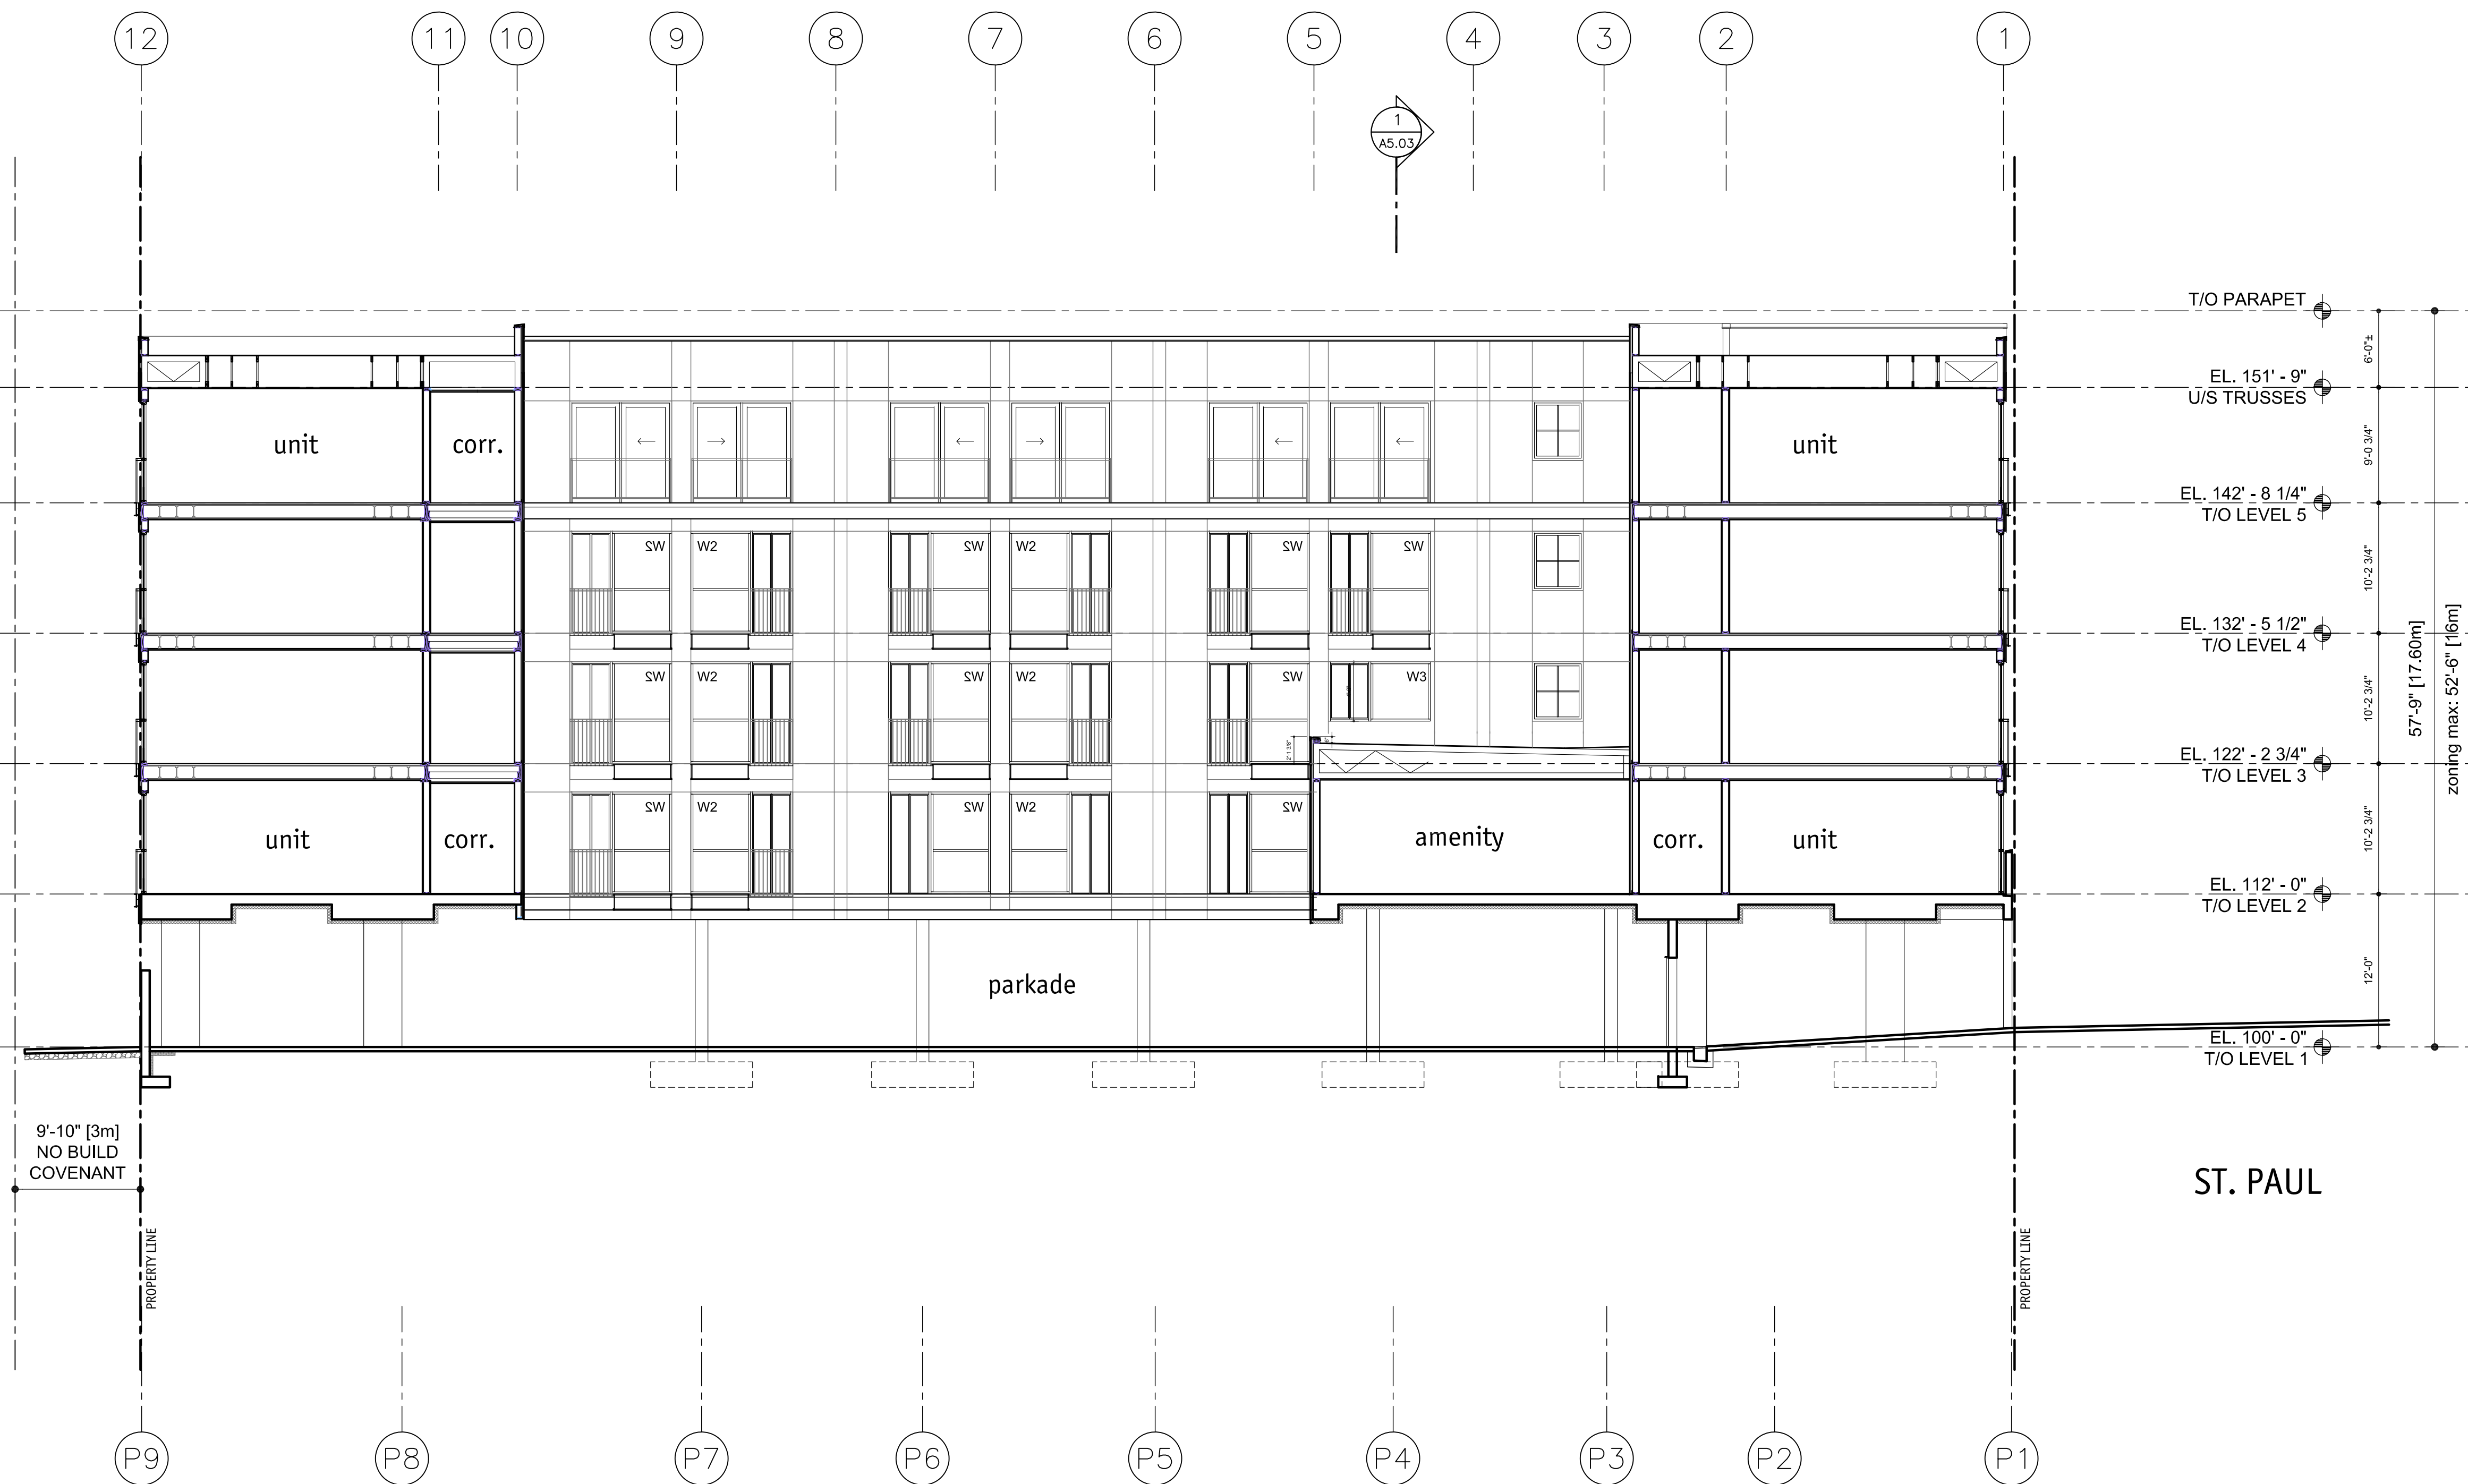 12 11 10 9 8 7 6 5 4 3 2 1
1
A5.03
T/O PARAPET
6'-0"±
EL. 151' - 9"
U/S TRUSSES
unit corr. unit
9'-0 3/4"
EL. 142' - 8 1/4"
T/O LEVEL 5
W2 W2 W2 W2 W2 W2
10'-2 3/4"
EL. 132' - 5 1/2"
T/O LEVEL 4
57'-9" [17.60m]
zoning max: 52'-6" [16m]
W2 W2 W2 W2 W2 W3
10'-2 3/4"
2'-1 3/8"
EL. 122' - 2 3/4"
T/O LEVEL 3
W2 W2 W2 W2 W2
unit corr. amenity corr. unit
10'-2 3/4"
EL. 112' - 0"
T/O LEVEL 2
parkade
12'-0"
EL. 100' - 0"
T/O LEVEL 1
9'-10" [3m]
NO BUILD
COVENANT
ST. PAUL
PROPERTY LINE
PROPERTY LINE
P9 P8 P7 P6 P5 P4 P3 P2 P1